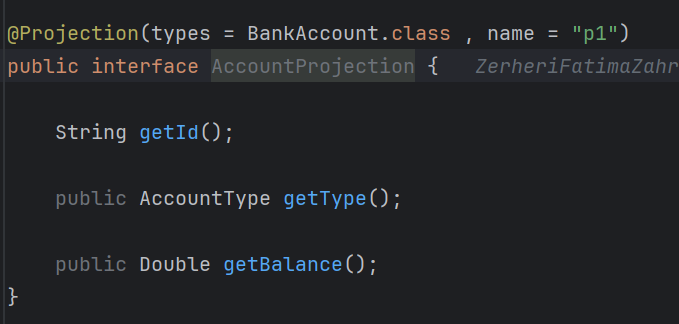 @Projection(types = BankAccount.class , name = "p1")
public interface AccountProjection {   ZerheriFatimaZahr
String getId();
public AccountType getType();
public Double getBalance();
}